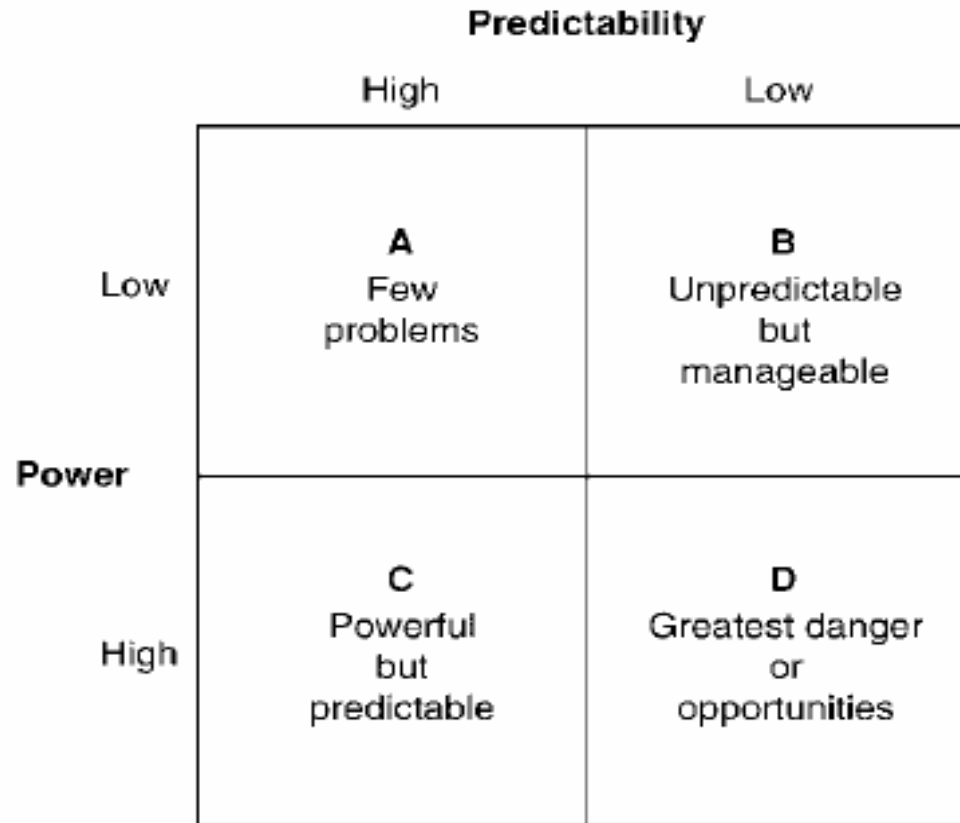 Predictability
High Low
A
Few
problems
B
Unpredictable
but
manageable
Low
Power
C
Powerful
but
predictable
D
Greatest danger
or
opportunities
High